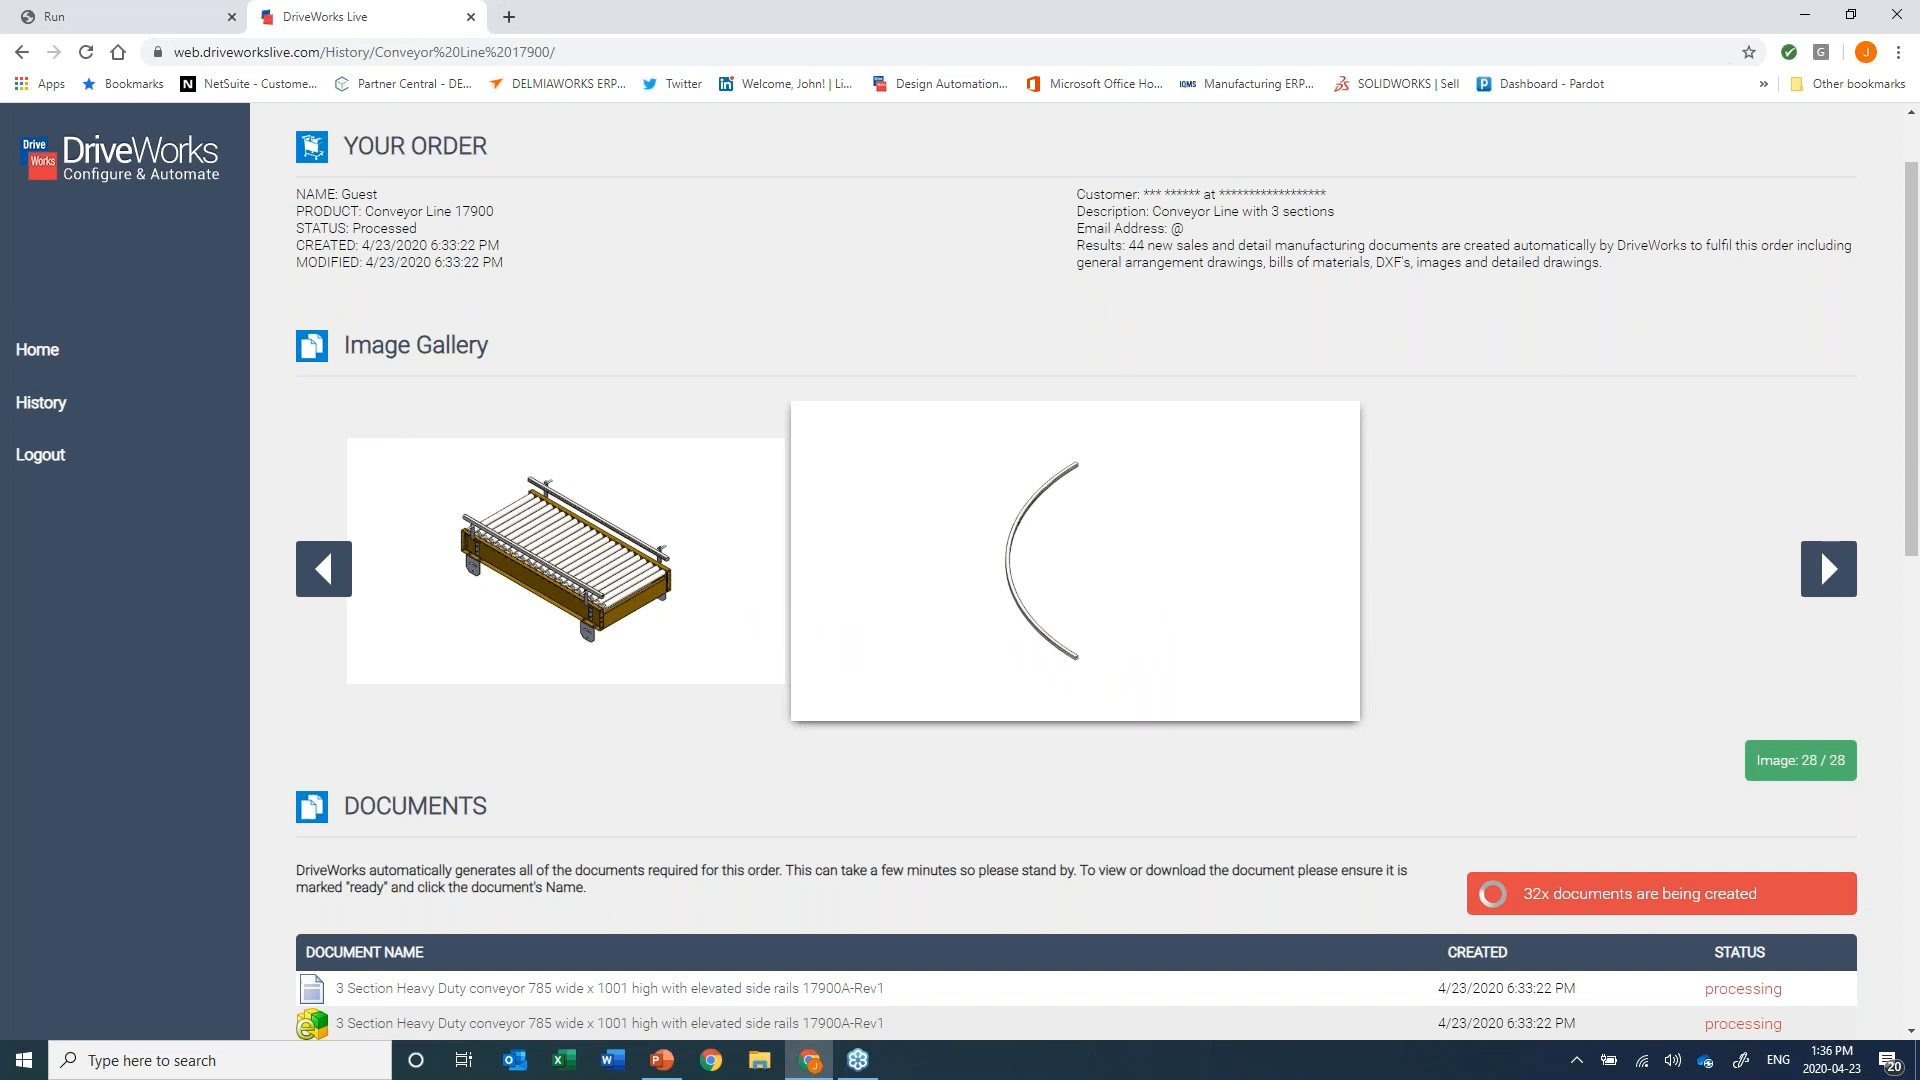 Run
DriveWorks Live
web.driveworkslive.com/History/Conveyor%20Line%2017900/
G
J
Apps
Bookmarks
NetSuite - Custome...
Partner Central - DE...
DELMIAWORKS ERP...
Twitter
Welcome, John! | Li...
Design Automation...
Microsoft Office Ho...
IQMS Manufacturing ERP...
SOLIDWORKS | Sell
Dashboard - Pardot
»
Other bookmarks
Drive Works
DriveWorks
Configure & Automate
Home
History
Logout
YOUR ORDER
NAME: Guest
PRODUCT: Conveyor Line 17900
STATUS: Processed
CREATED: 4/23/2020 6:33:22 PM
MODIFIED: 4/23/2020 6:33:22 PM
Customer: *** ****** at ******************
Description: Conveyor Line with 3 sections
Email Address: @
Results: 44 new sales and detail manufacturing documents are created automatically by DriveWorks to fulfil this order including
general arrangement drawings, bills of materials, DXF's, images and detailed drawings.
Image Gallery
Image: 28 / 28
DOCUMENTS
DriveWorks automatically generates all of the documents required for this order. This can take a few minutes so please stand by. To view or download the document please ensure it is
marked "ready" and click the document's Name.
32x documents are being created
DOCUMENT NAME CREATED STATUS
3 Section Heavy Duty conveyor 785 wide x 1001 high with elevated side rails 17900A-Rev1 4/23/2020 6:33:22 PM processing
3 Section Heavy Duty conveyor 785 wide x 1001 high with elevated side rails 17900A-Rev1 4/23/2020 6:33:22 PM processing
Type here to search
ENG
1:36 PM
2020-04-23
20